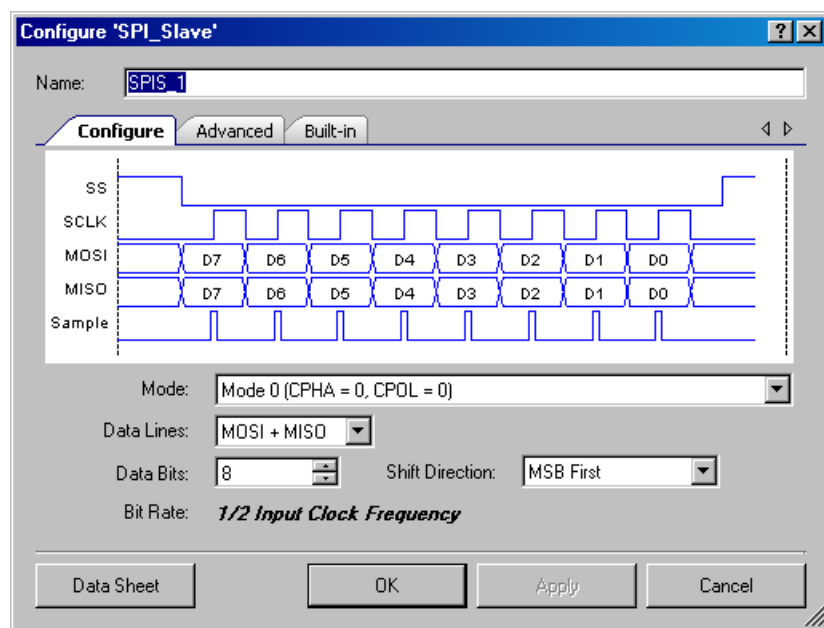 Configure 'SPI_Slave'
Name: SPIS_1
Configure Advanced Built-in
SS
SCLK
MOSI D7 D6 D5 D4 D3 D2 D1 D0
MISO D7 D6 D5 D4 D3 D2 D1 D0
Sample
Mode: Mode 0 (CPHA = 0, CPOL = 0)
Data Lines: MOSI + MISO
Data Bits: 8 Shift Direction: MSB First
Bit Rate: 1/2 Input Clock Frequency
Data Sheet OK Apply Cancel